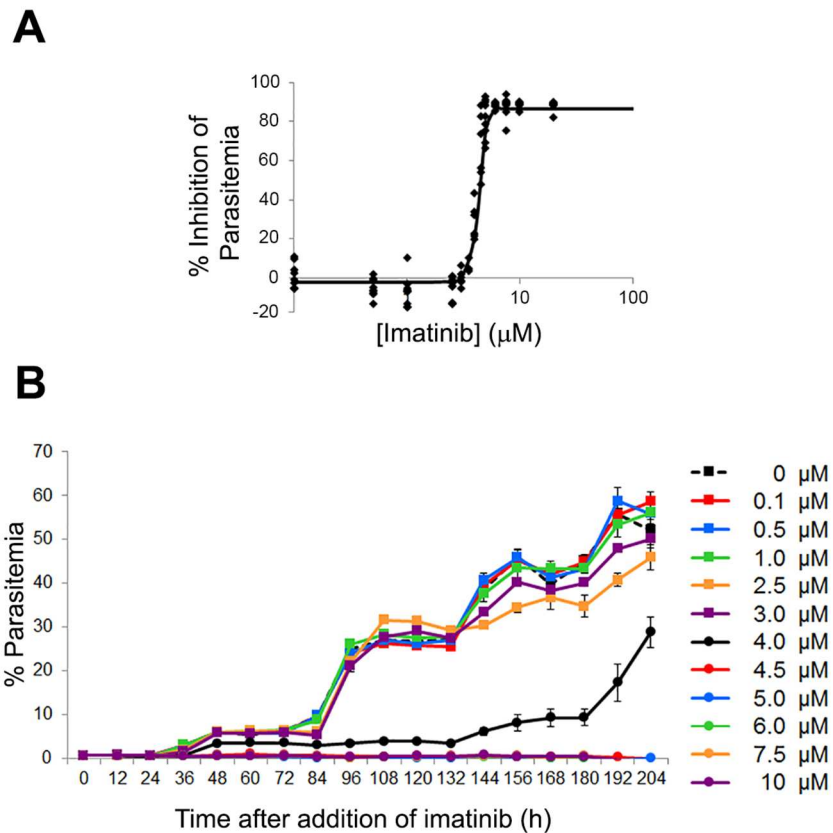 A
100
80
60
40
20
0
-20
% Inhibition of
Parasitemia
10
100
[Imatinib] (μM)
B
70
60
50
40
30
20
10
0
% Parasitemia
0 12 24 36 48 60 72 84 96 108 120 132 144 156 168 180 192 204
Time after addition of imatinib (h)
0 μM
0.1 μM
0.5 μM
1.0 μM
2.5 μM
3.0 μM
4.0 μM
4.5 μM
5.0 μM
6.0 μM
7.5 μM
10 μM